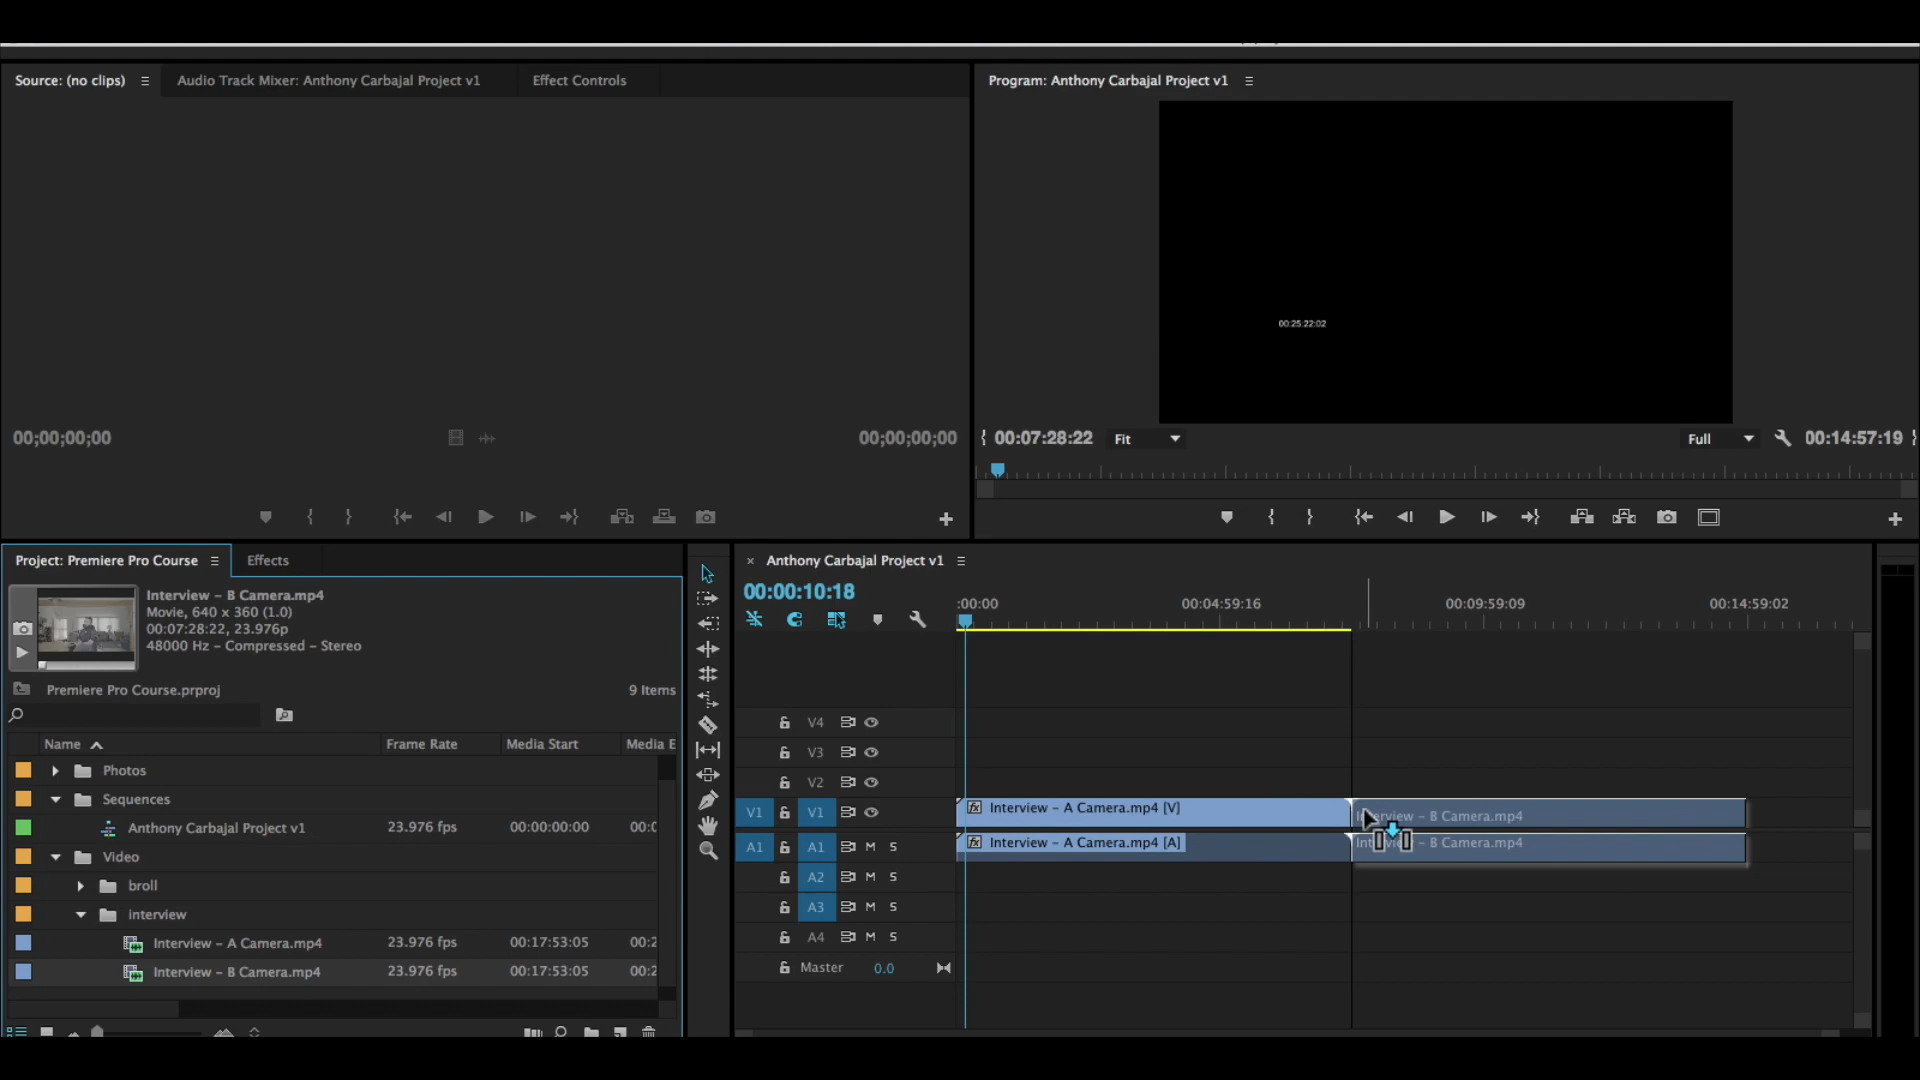 Source: (no clips)
Audio Track Mixer: Anthony Carbajal Project v1
Effect Controls
Program: Anthony Carbajal Project v1
00:25:22:02
00;00;00;00
00;00;00;00
00:07:28:22
Fit
Full
00:14:57:19
Project: Premiere Pro Course
Effects
Interview - B Camera.mp4
Movie, 640 x 360 (1.0)
00:07:28:22, 23.976p
48000 Hz - Compressed - Stereo
Premiere Pro Course.prproj
9 Items
Name
Frame Rate
Media Start
Media E
Photos
Sequences
Anthony Carbajal Project v1
23.976 fps
00:00:00:00
Video
broll
interview
Interview - A Camera.mp4
23.976 fps
00:17:53:05
00:2
Interview - B Camera.mp4
23.976 fps
00:17:53:05
00:2
× Anthony Carbajal Project v1
00:00:10:18
:00:00
00:04:59:16
00:09:59:09
00:14:59:02
V4
V3
V2
V1
V1
Interview - A Camera.mp4 [V]
Interview - B Camera.mp4
A1
A1
M
S
fx
Interview - A Camera.mp4 [A]
- B Camera.mp4
A2
M
S
A3
M
S
A4
M
S
Master
0.0